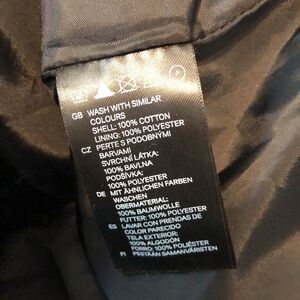 GB WASH WITH SIMILAR
COLOURS
SHELL: 100% COTTON
LINING: 100% POLYESTER
CZ PERTE S PODOBNÝMI
BARVAMI
SVRCHNÍ LÁTKA:
100% BAVLNA
PODŠÍVKA:
100% POLYESTER
DE MIT ÄHNLICHEN FARBEN
WASCHEN
OBERMATERIAL:
100% BAUMWOLLE
FUTTER: 100% POLYESTER
ES LAVAR CON PRENDAS DE
COLOR PARECIDO
TELA EXTERIOR:
100% ALGODÓN
FORRO: 100% POLIÉSTER
FI PESTÄÄN SAMANVÄRISTEN